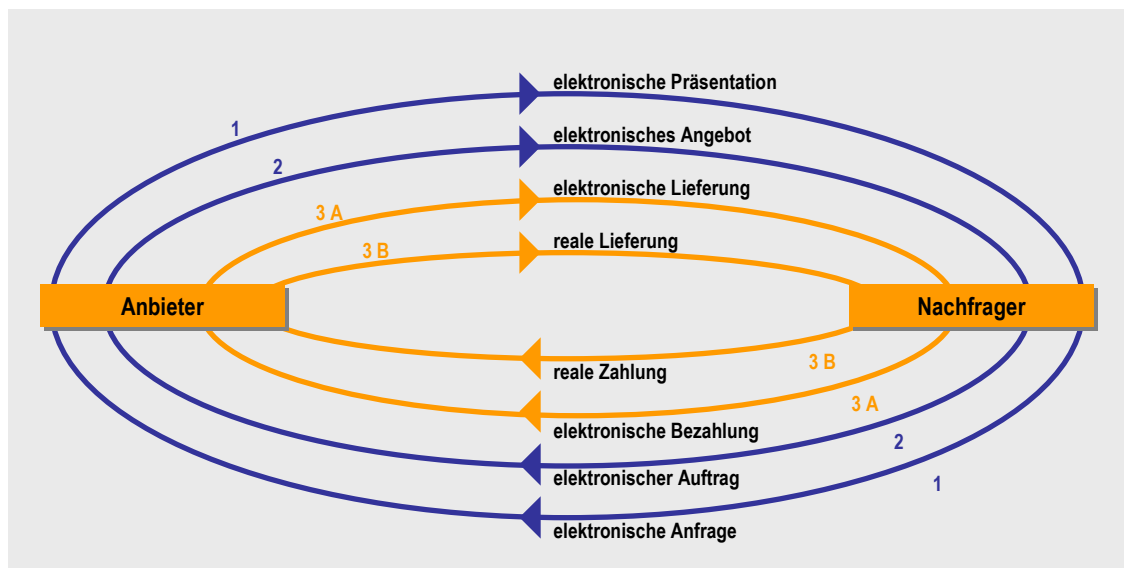 elektronische Präsentation
1
elektronisches Angebot
2
elektronische Lieferung
3 A
reale Lieferung
3 B
Anbieter
Nachfrager
reale Zahlung
3 B
3 A
elektronische Bezahlung
2
elektronischer Auftrag
1
elektronische Anfrage